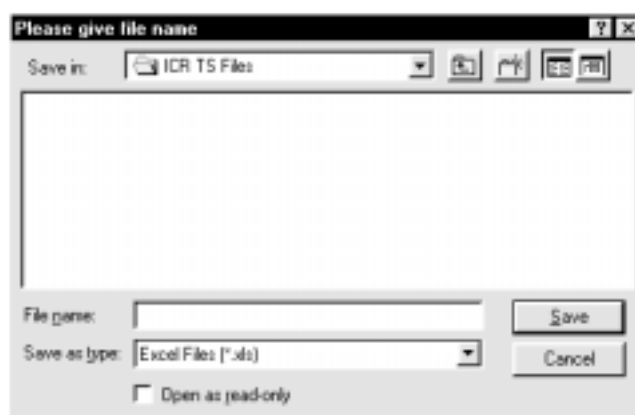 Please give file name
Save in: ICR TS Files
File name: Save
Save as type: Excel Files (*.xls) Cancel
Open as read-only